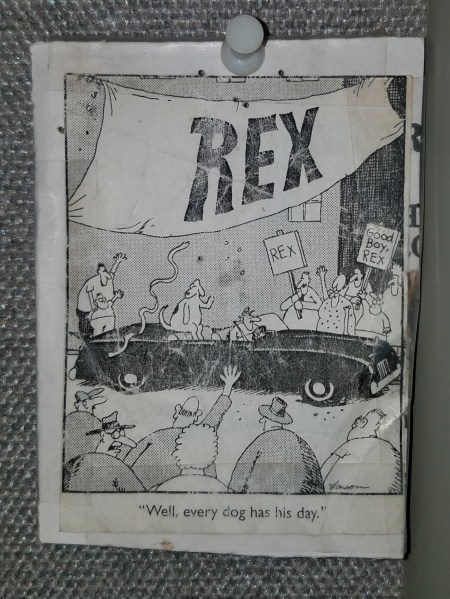 REX
REX
Good
Boy,
REX
"Well, every dog has his day."